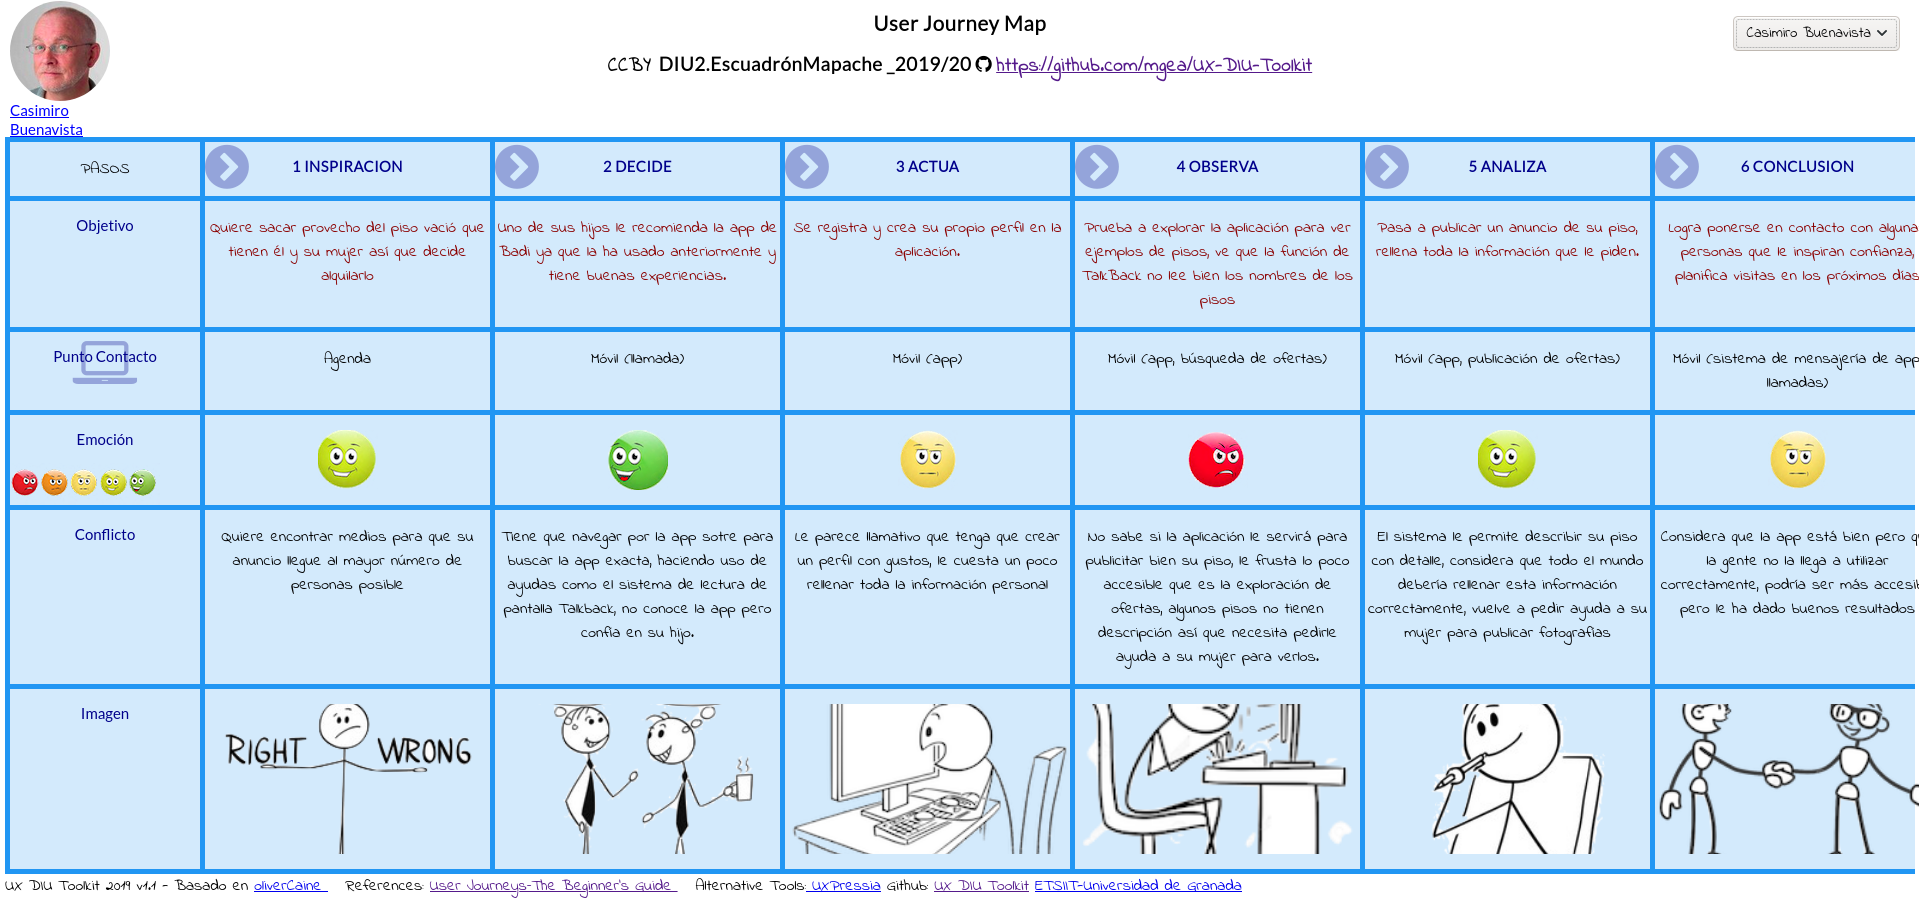 User Journey Map
Casimiro Buenavista
CCBY DIU2.EscuadrónMapache _2019/20 https://github.com/mgea/UX-DIU-Toolkit
Casimiro
Buenavista
PASOS
1 INSPIRACION
2 DECIDE
3 ACTUA
4 OBSERVA
5 ANALIZA
6 CONCLUSION
Objetivo
Quiere sacar provecho del piso vació que
tienen él y su mujer así que decide
alquilarlo
Uno de sus hijos le recomienda la app de
Badi ya que la ha usado anteriormente y
tiene buenas experiencias.
Se registra y crea su propio perfil en la
aplicación.
Prueba a explorar la aplicación para ver
ejemplos de pisos, ve que la función de
TalkBack no lee bien los nombres de los
pisos
Pasa a publicar un anuncio de su piso,
rellena toda la información que le piden.
Logra ponerse en contacto con alguna
personas que le inspiran confianza,
planifica visitas en los próximos días
Punto Contacto
Agenda
Móvil (llamada)
Móvil (app)
Móvil (app, búsqueda de ofertas)
Móvil (app, publicación de ofertas)
Móvil (sistema de mensajería de app
llamadas)
Emoción
Conflicto
Quiere encontrar medios para que su
anuncio llegue al mayor número de
personas posible
Tiene que navegar por la app sotre para
buscar la app exacta, haciendo uso de
ayudas como el sistema de lectura de
pantalla Talkback, no conoce la app pero
confía en su hijo.
Le parece llamativo que tenga que crear
un perfil con gustos, le cuesta un poco
rellenar toda la información personal
No sabe si la aplicación le servirá para
publicitar bien su piso, le frusta lo poco
accesible que es la exploración de
ofertas, algunos pisos no tienen
descripción así que necesita pedirle
ayuda a su mujer para verlos.
El sistema le permite describir su piso
con detalle, considera que todo el mundo
debería rellenar esta información
correctamente, vuelve a pedir ayuda a su
mujer para publicar fotografías
Considera que la app está bien pero
la gente no la llega a utilizar
correctamente, podría ser más
pero le ha dado buenos resultados
Imagen
RIGHT WRONG
UX DIU Toolkit 2019 v1.1 - Basado en oliverCaine References: User Journeys-The Beginner's Guide Alternative Tools: UXPressia Github: UX DIU Toolkit ETSIIT-Universidad de Granada